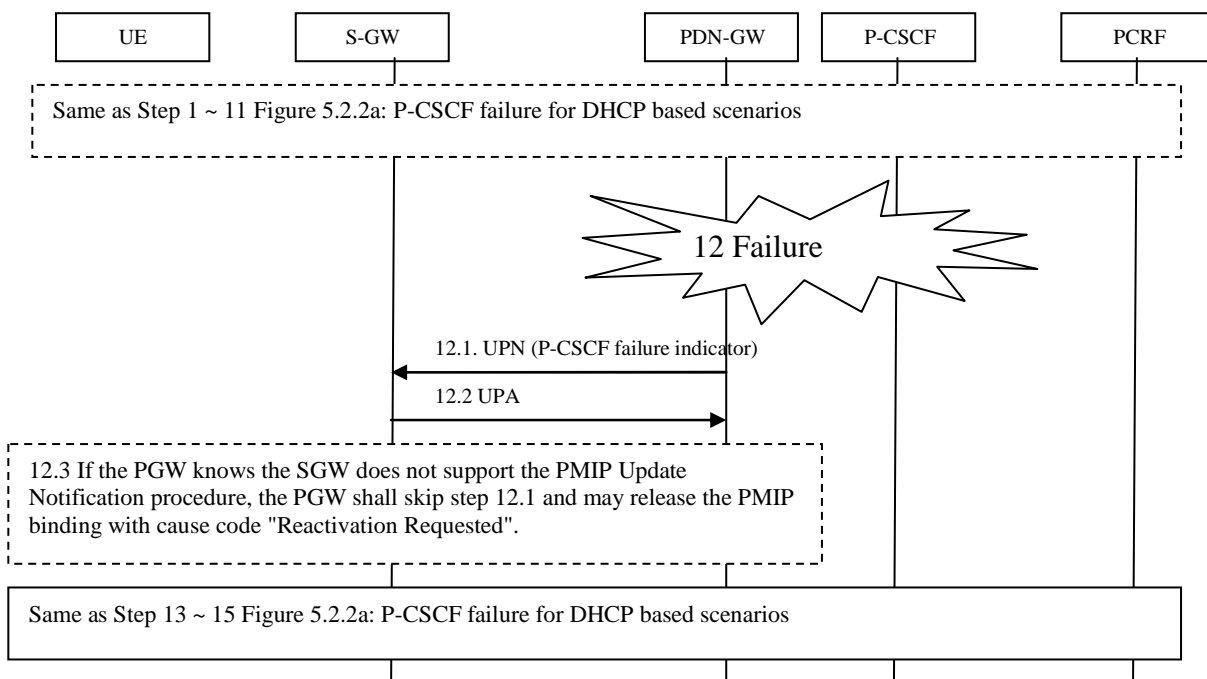 UE
S-GW
PDN-GW
P-CSCF
PCRF
Same as Step 1 ~ 11 Figure 5.2.2a: P-CSCF failure for DHCP based scenarios
12 Failure
12.1. UPN (P-CSCF failure indicator)
12.2 UPA
12.3 If the PGW knows the SGW does not support the PMIP Update
Notification procedure, the PGW shall skip step 12.1 and may release the PMIP
binding with cause code "Reactivation Requested".
Same as Step 13 ~ 15 Figure 5.2.2a: P-CSCF failure for DHCP based scenarios